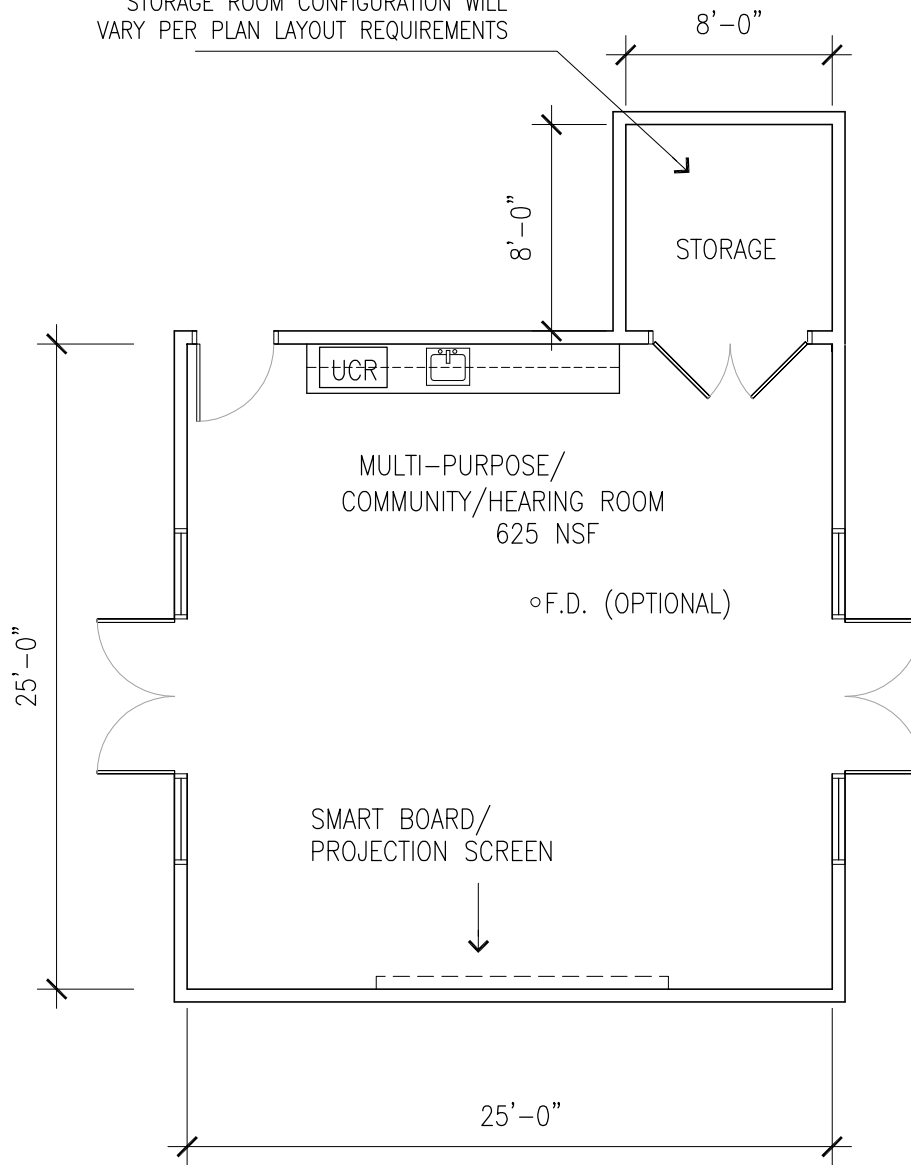 STORAGE ROOM CONFIGURATION WILL
VARY PER PLAN LAYOUT REQUIREMENTS
8'-0"
8'-0"
STORAGE
UCR
MULTI-PURPOSE/
COMMUNITY/HEARING ROOM
625 NSF
F.D. (OPTIONAL)
25'-0"
SMART BOARD/
PROJECTION SCREEN
25'-0"